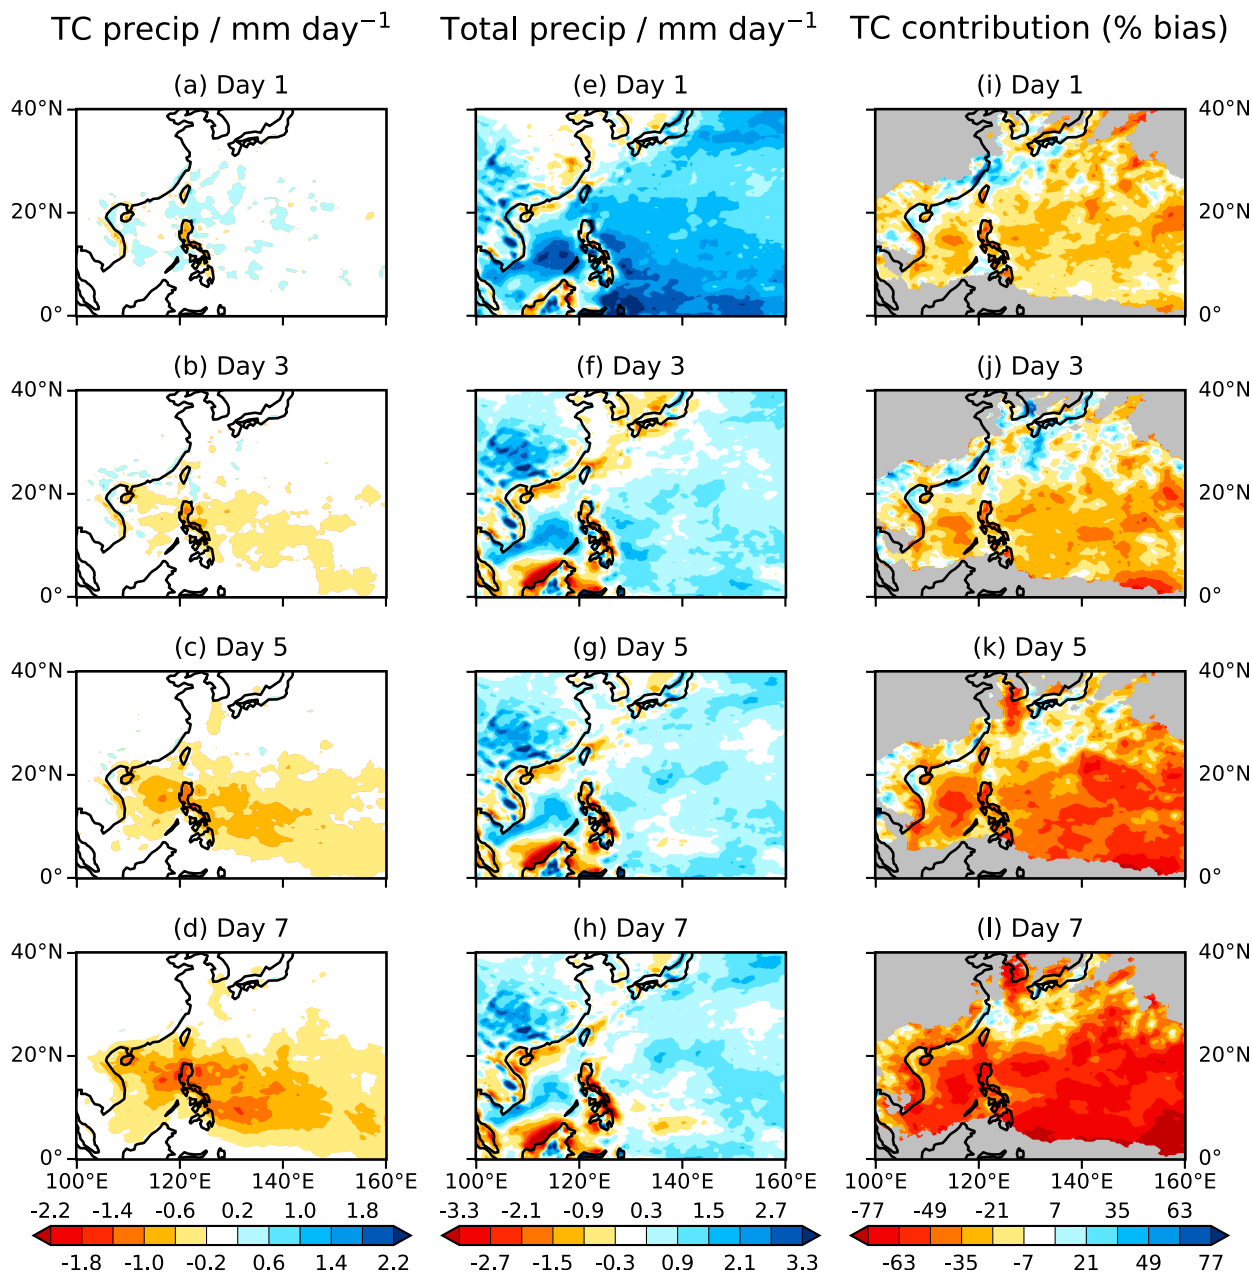 TC precip / mm day⁻¹ Total precip / mm day⁻¹ TC contribution (% bias)
(a) Day 1 (e) Day 1 (i) Day 1
40°N 40°N
20°N 20°N
0° 0°
(b) Day 3 (f) Day 3 (j) Day 3
40°N 40°N
20°N 20°N
0° 0°
(c) Day 5 (g) Day 5 (k) Day 5
40°N 40°N
20°N 20°N
0° 0°
(d) Day 7 (h) Day 7 (l) Day 7
40°N 40°N
20°N 20°N
0° 0°
100°E 120°E 140°E 160°E 100°E 120°E 140°E 160°E 100°E 120°E 140°E 160°E
-2.2 -1.4 -0.6 0.2 1.0 1.8 -3.3 -2.1 -0.9 0.3 1.5 2.7 -77 -49 -21 7 35 63
-1.8 -1.0 -0.2 0.6 1.4 2.2 -2.7 -1.5 -0.3 0.9 2.1 3.3 -63 -35 -7 21 49 77